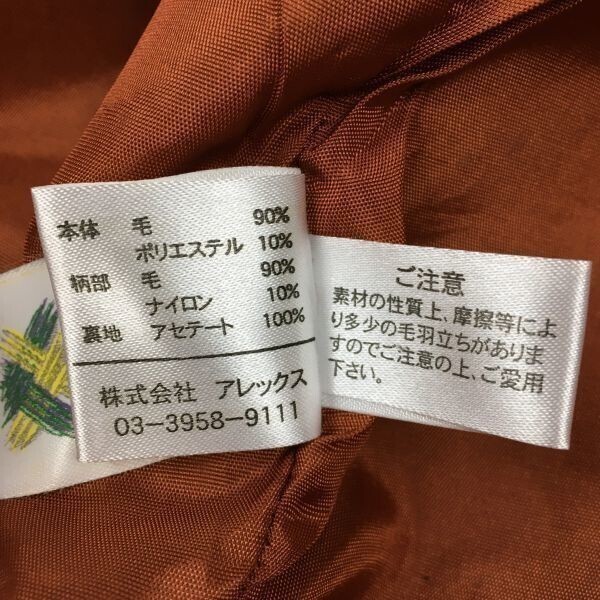 本体 毛 90%
ポリエステル 10%
柄部 毛 90%
ナイロン 10%
裏地 アセテート 100%
株式会社 アレックス
03-3958-9111
ご注意
素材の性質上、摩擦等によ
り多少の毛羽立ちがありま
すのでご注意の上、ご愛用
下さい。